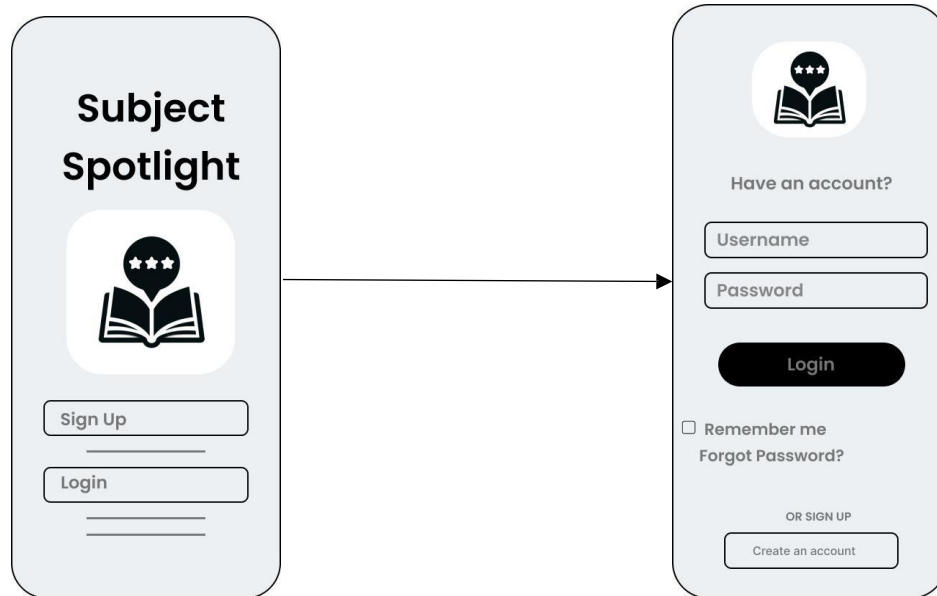 Subject
Spotlight
Sign Up
Login
Have an account?
Username
Password
Login
Remember me
Forgot Password?
OR SIGN UP
Create an account